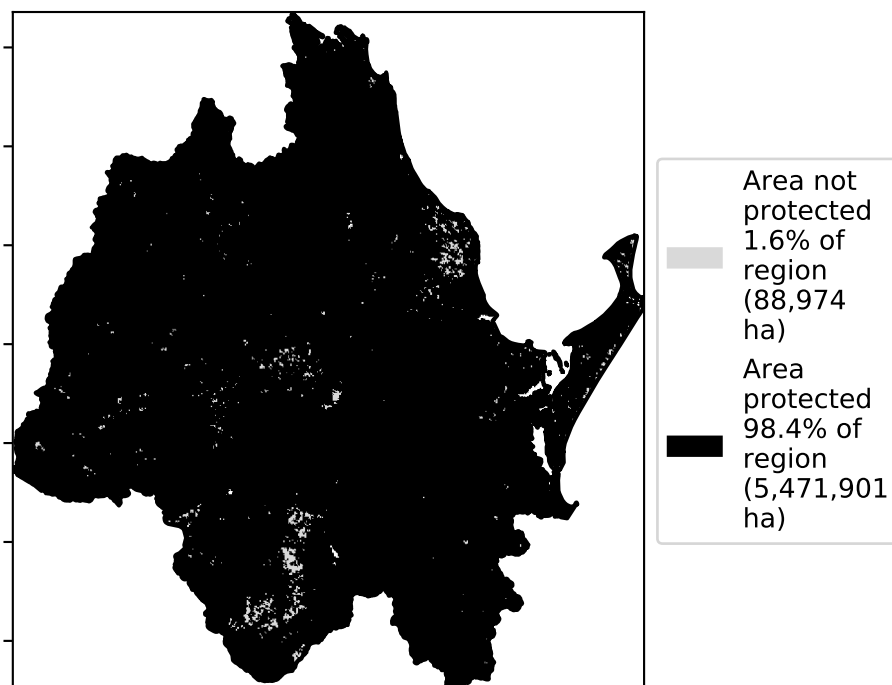 Area not
protected
1.6% of
region
(88,974
ha)
Area
protected
98.4% of
region
(5,471,901
ha)